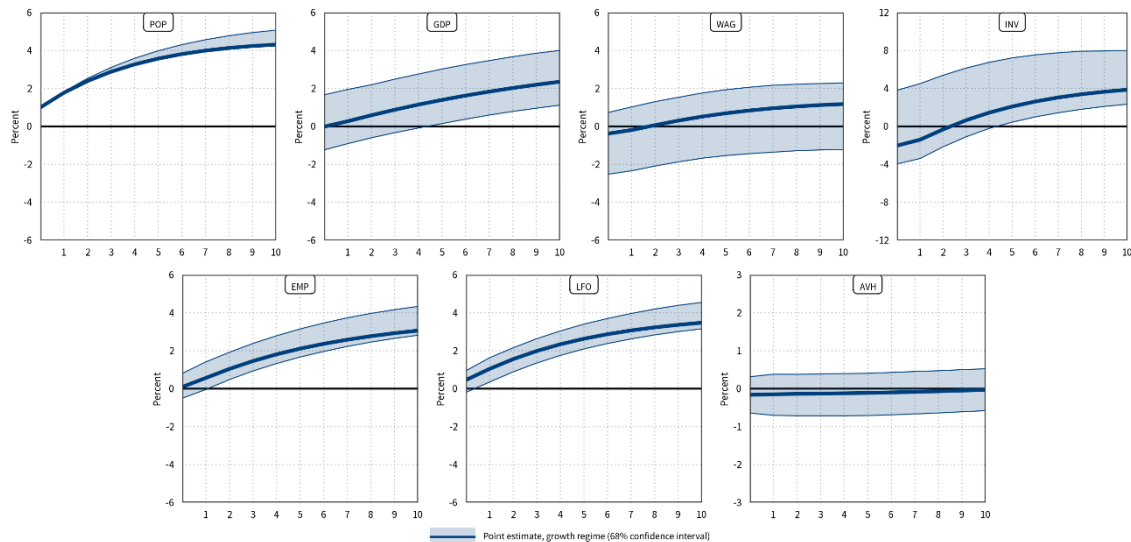 POP
GDP
WAG
INV
6
6
6
12
4
4
4
8
2
2
2
4
Percent
0
Percent
0
Percent
0
Percent
0
-2
-2
-2
-4
-4
-4
-4
-8
-6
-6
-6
-12
1 2 3 4 5 6 7 8 9 10
1 2 3 4 5 6 7 8 9 10
1 2 3 4 5 6 7 8 9 10
1 2 3 4 5 6 7 8 9 10
EMP
LFO
AVH
6
6
3
4
4
2
2
2
1
Percent
0
Percent
0
Percent
0
-2
-2
-1
-4
-4
-2
-6
-6
-3
1 2 3 4 5 6 7 8 9 10
1 2 3 4 5 6 7 8 9 10
1 2 3 4 5 6 7 8 9 10
Point estimate, growth regime (68% confidence interval)